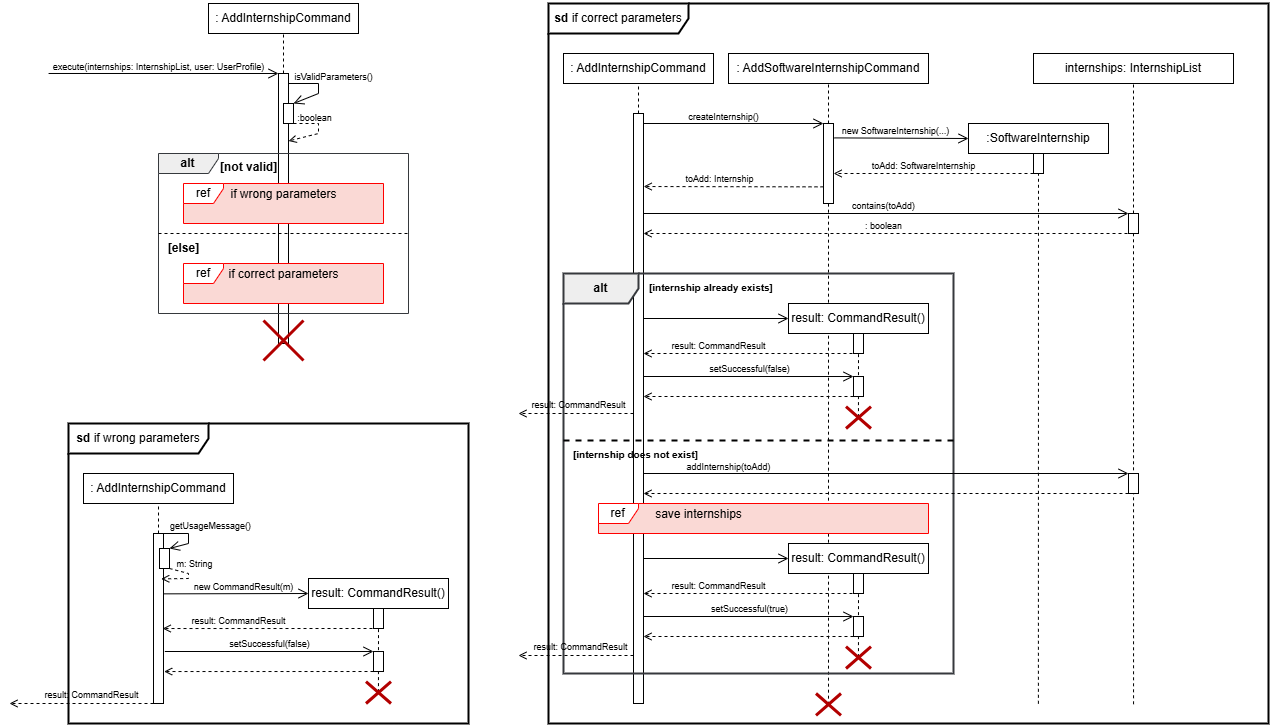 : AddInternshipCommand
execute(internships: InternshipList, user: UserProfile)
isValidParameters()
:boolean
alt
[not valid]
ref
if wrong parameters
[else]
ref
if correct parameters
sd if wrong parameters
: AddInternshipCommand
getUsageMessage()
m: String
new CommandResult(m)
result: CommandResult()
result: CommandResult
setSuccessful(false)
result: CommandResult
sd if correct parameters
: AddInternshipCommand
: AddSoftwareInternshipCommand
internships: InternshipList
createInternship()
new SoftwareInternship(...)
:SoftwareInternship
toAdd: SoftwareInternship
toAdd: Internship
contains(toAdd)
: boolean
alt
[internship already exists]
result: CommandResult()
result: CommandResult
setSuccessful(false)
result: CommandResult
[internship does not exist]
addInternship(toAdd)
ref
save internships
result: CommandResult()
result: CommandResult
setSuccessful(true)
result: CommandResult